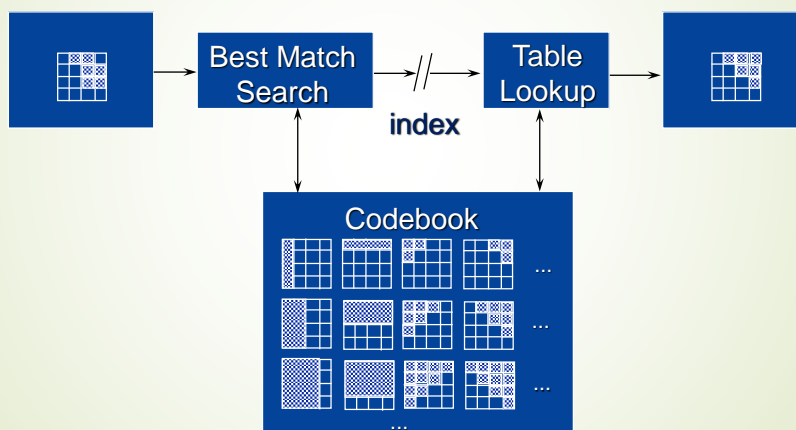 Best Match
Search
Table
Lookup
index
Codebook
...
...
...
...